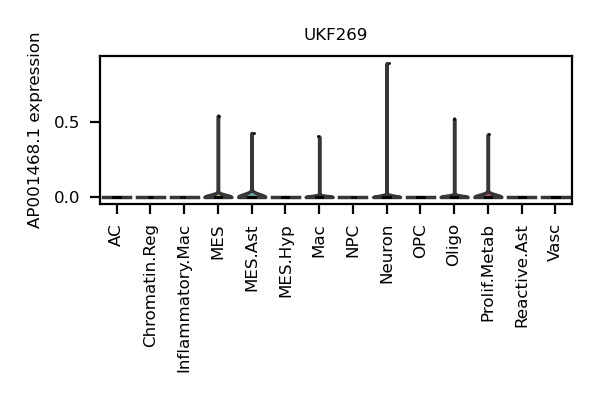 UKF269
AP001468.1 expression
0.5
0.0
AC
Chromatin.Reg
Inflammatory.Mac
MES
MES.Ast
MES.Hyp
Mac
NPC
Neuron
OPC
Oligo
Prolif.Metab
Reactive.Ast
Vasc